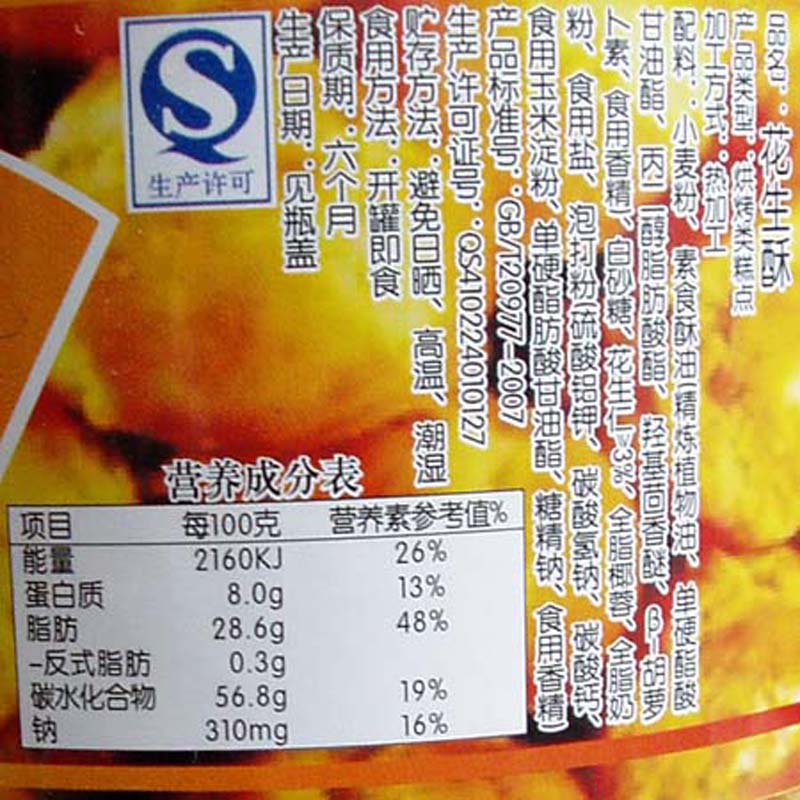 品名：花生酥
产品类型：烘烤类糕点
加工方式：热加工
配料：小麦粉、素食酥油(精炼植物油、单硬酯酸
甘油酯、丙二醇脂肪酸酯、羟基茴香醚、β-胡萝
卜素、食用香精)、白砂糖、花生仁≥3%、全脂椰蓉、全脂奶
粉、食用盐、泡打粉(硫酸铝钾、碳酸氢钠、碳酸钙、
食用玉米淀粉、单硬酯肪酸甘油酯、糖精钠、食用香精)
产品标准号：GB/T20977-2007
生产许可证号：QS410224010127
贮存方法：避免日晒、高温、潮湿
食用方法：开罐即食
保质期：六个月
生产日期：见瓶盖
生产许可
营养成分表
项目 每100克 营养素参考值%
能量 2160KJ 26%
蛋白质 8.0g 13%
脂肪 28.6g 48%
-反式脂肪 0.3g
碳水化合物 56.8g 19%
钠 310mg 16%